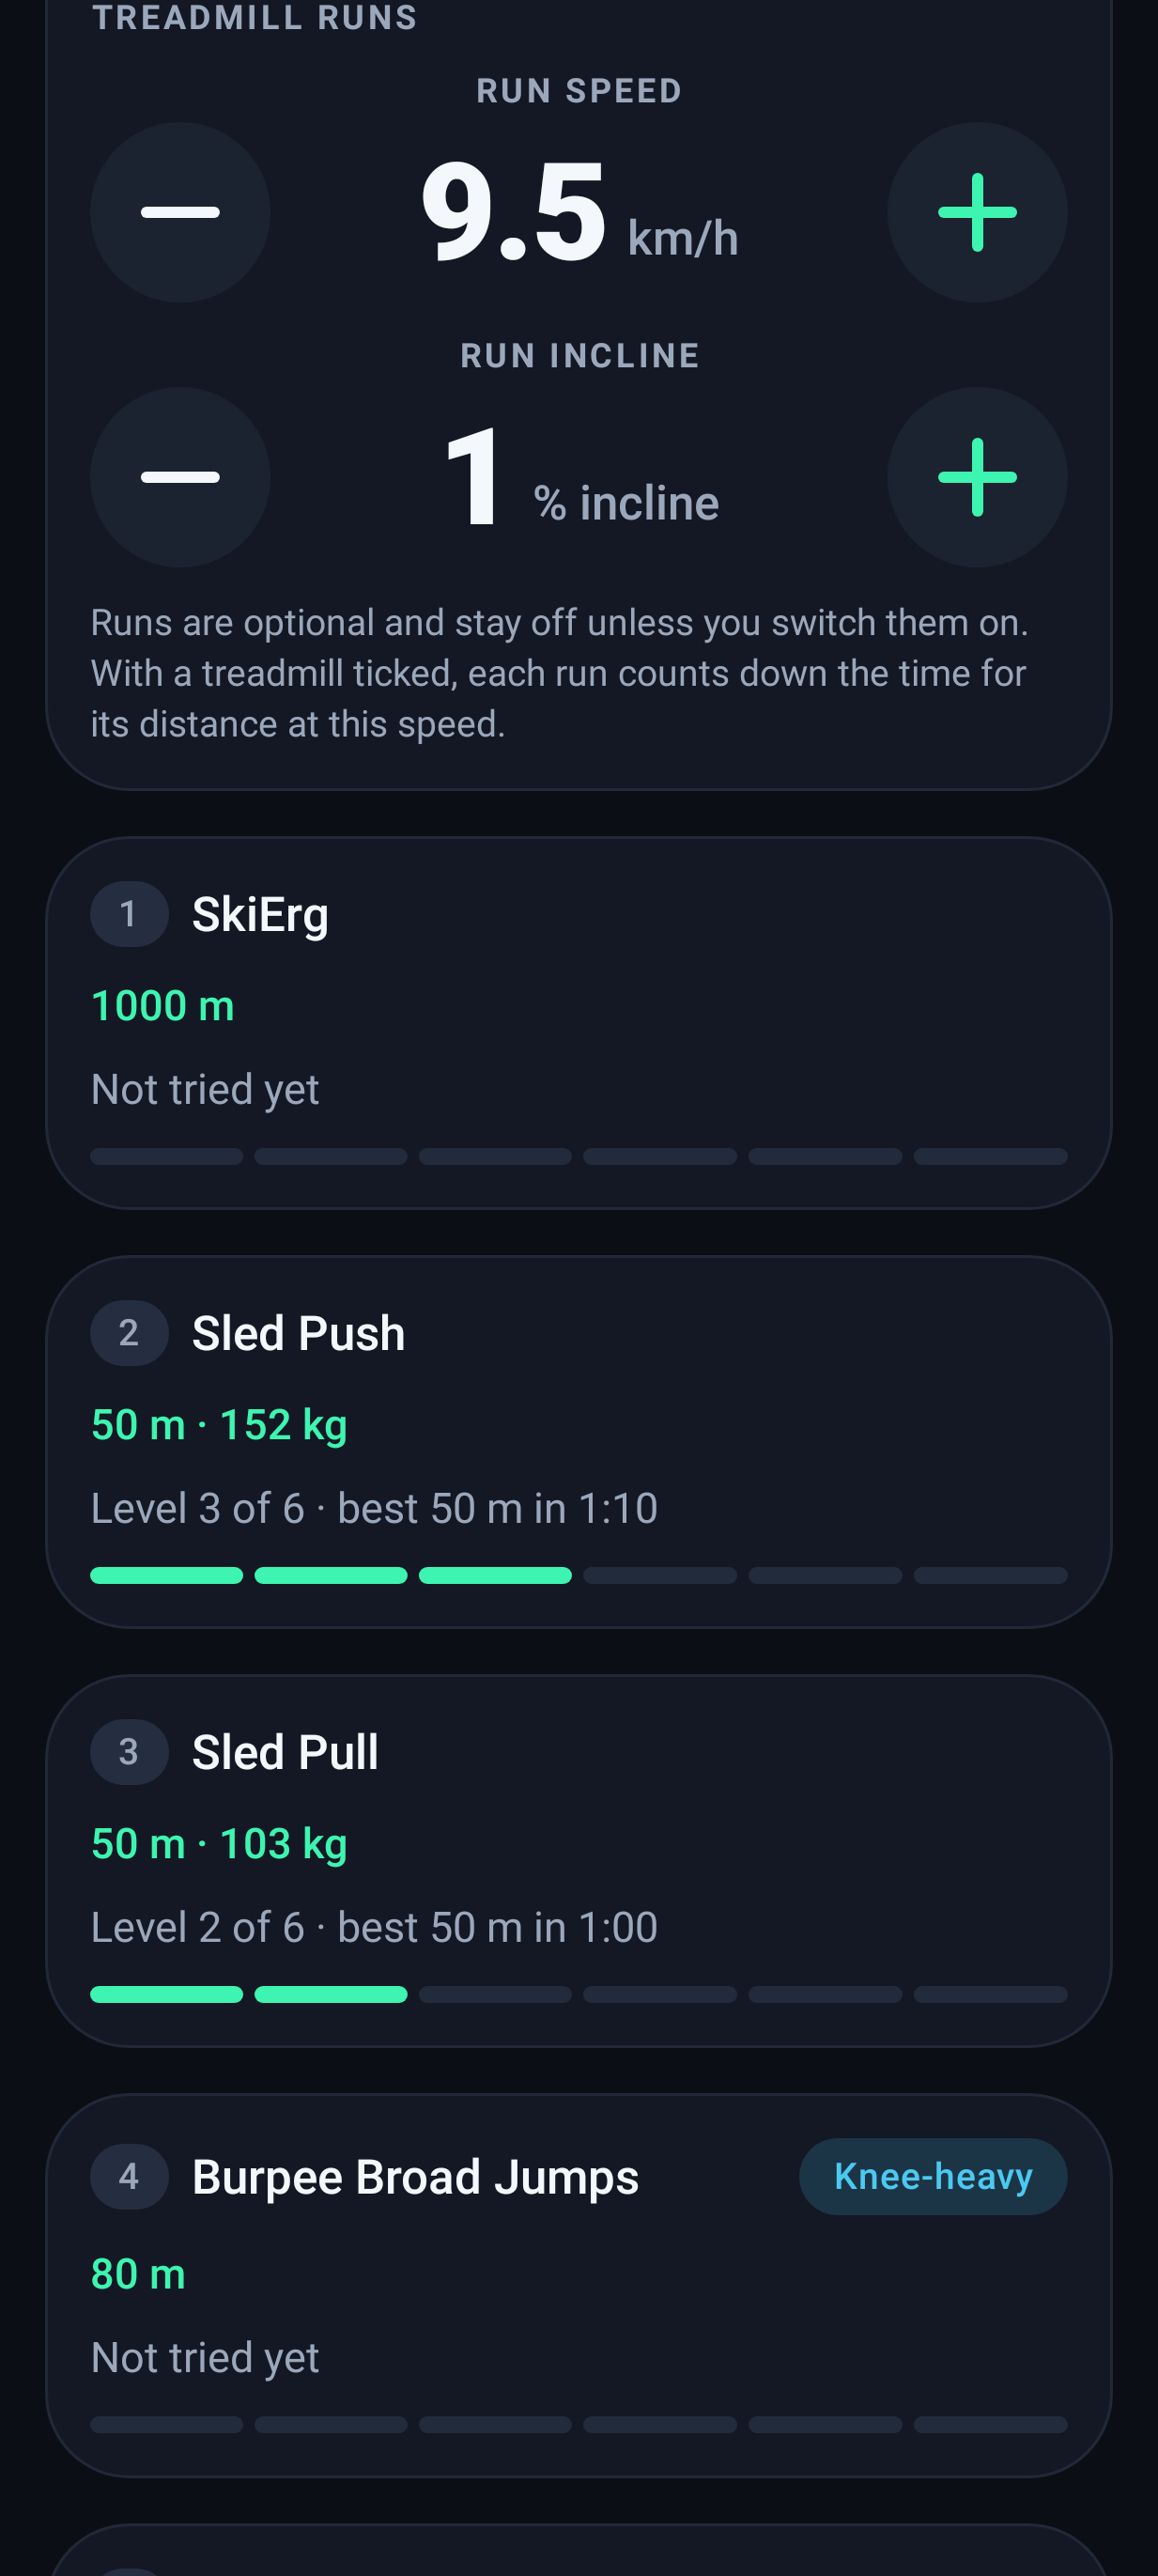 TREADMILL RUNS
RUN SPEED
9.5 km/h
RUN INCLINE
1 % incline
Runs are optional and stay off unless you switch them on.
With a treadmill ticked, each run counts down the time for
its distance at this speed.
1 SkiErg
1000 m
Not tried yet
2 Sled Push
50 m · 152 kg
Level 3 of 6 · best 50 m in 1:10
3 Sled Pull
50 m · 103 kg
Level 2 of 6 · best 50 m in 1:00
4 Burpee Broad Jumps Knee-heavy
80 m
Not tried yet